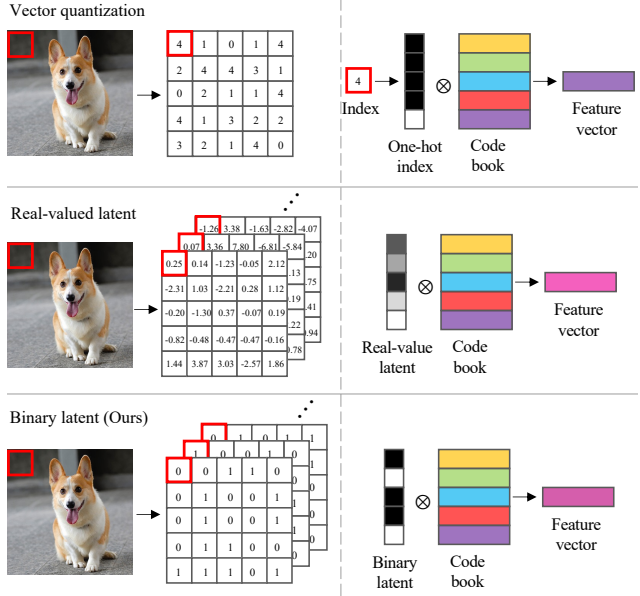 Vector quantization
4 1 0 1 4
2 4 4 3 1
0 2 1 1 4
4 1 3 2 2
3 2 1 4 0
4
Index
One-hot
index
⊗
Code
book
Feature
vector
Real-valued latent
-1.26 3.38 -1.63 -2.82 -4.07
0.07 3.36 7.80 -6.81 -5.84
0.25 0.14 -1.23 -0.05 2.12
-2.31 1.03 -2.21 0.28 1.12
-0.20 -1.30 0.37 -0.07 0.19
-0.82 -0.48 -0.47 -0.47 -0.16
1.44 3.87 3.03 -2.57 1.86
Real-value
latent
⊗
Code
book
Feature
vector
Binary latent (Ours)
0 0 1 1 0
0 1 0 0 1
0 1 0 0 1
0 0 1 1 0
1 1 1 0 1
Binary
latent
⊗
Code
book
Feature
vector